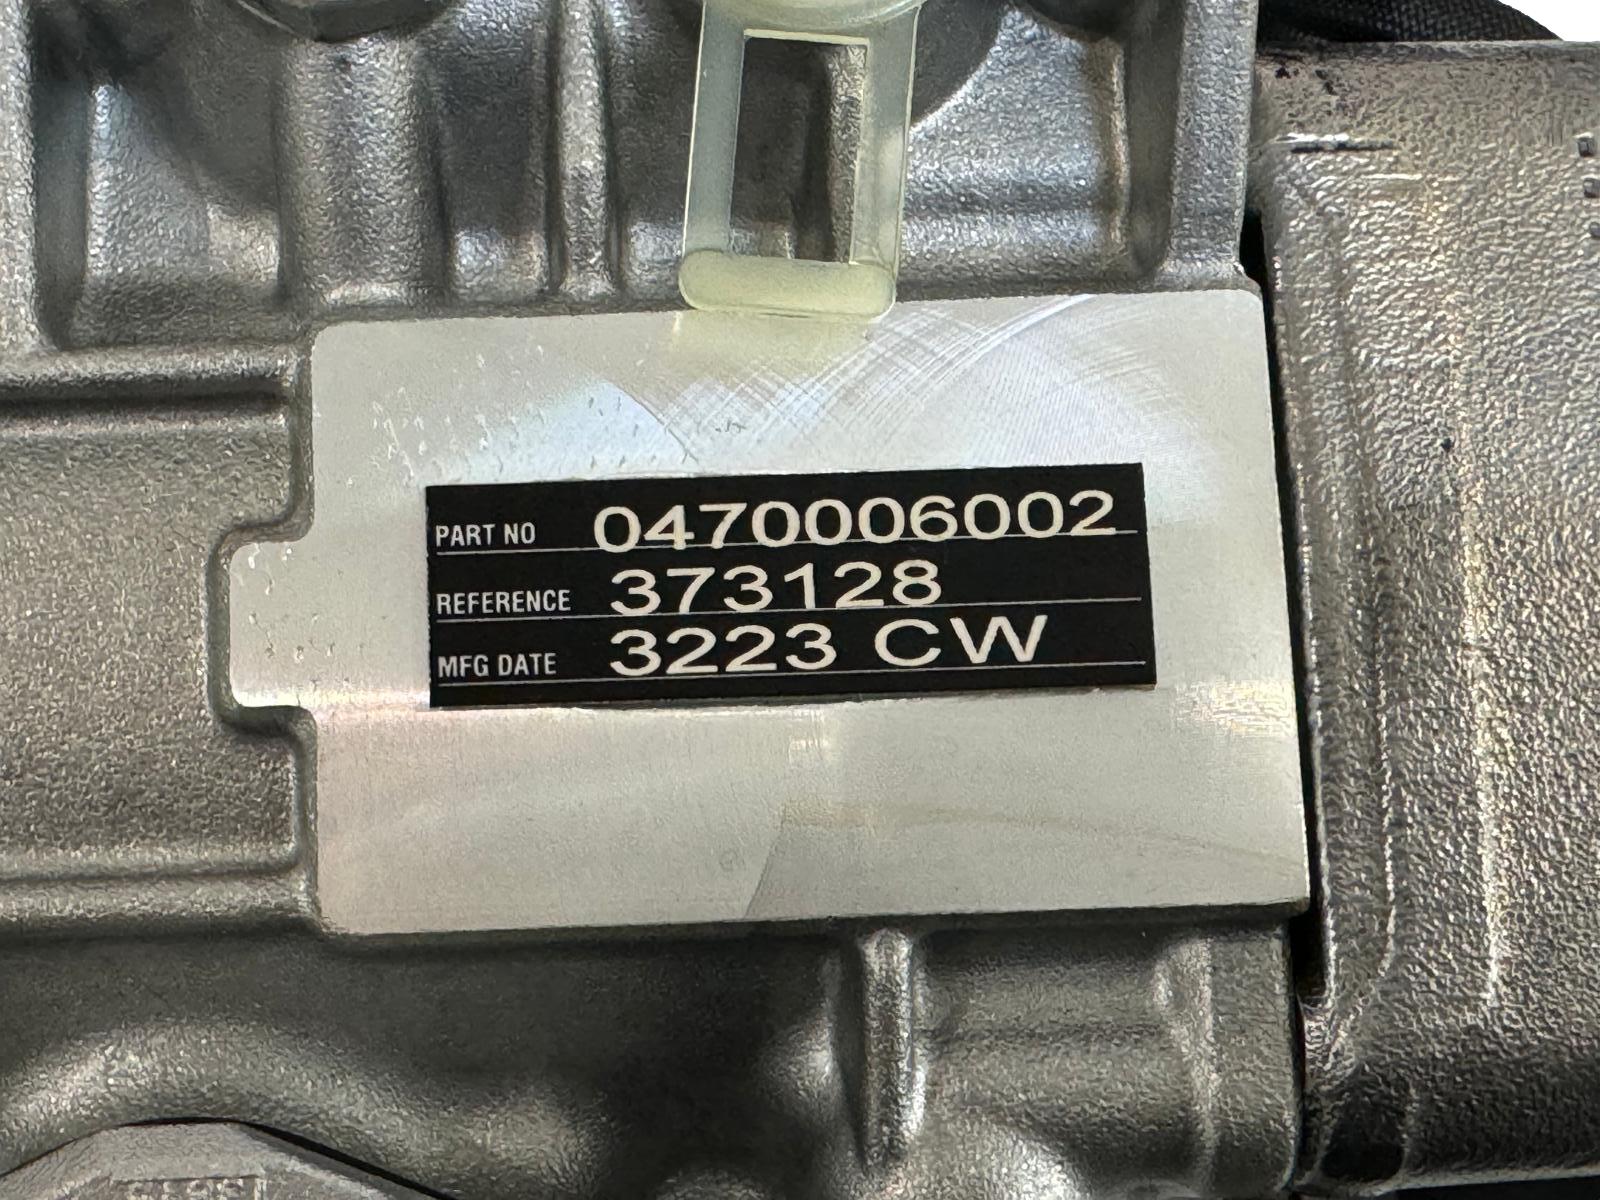 PART NO 0470006002
REFERENCE 373128
MFG DATE 3223 CW